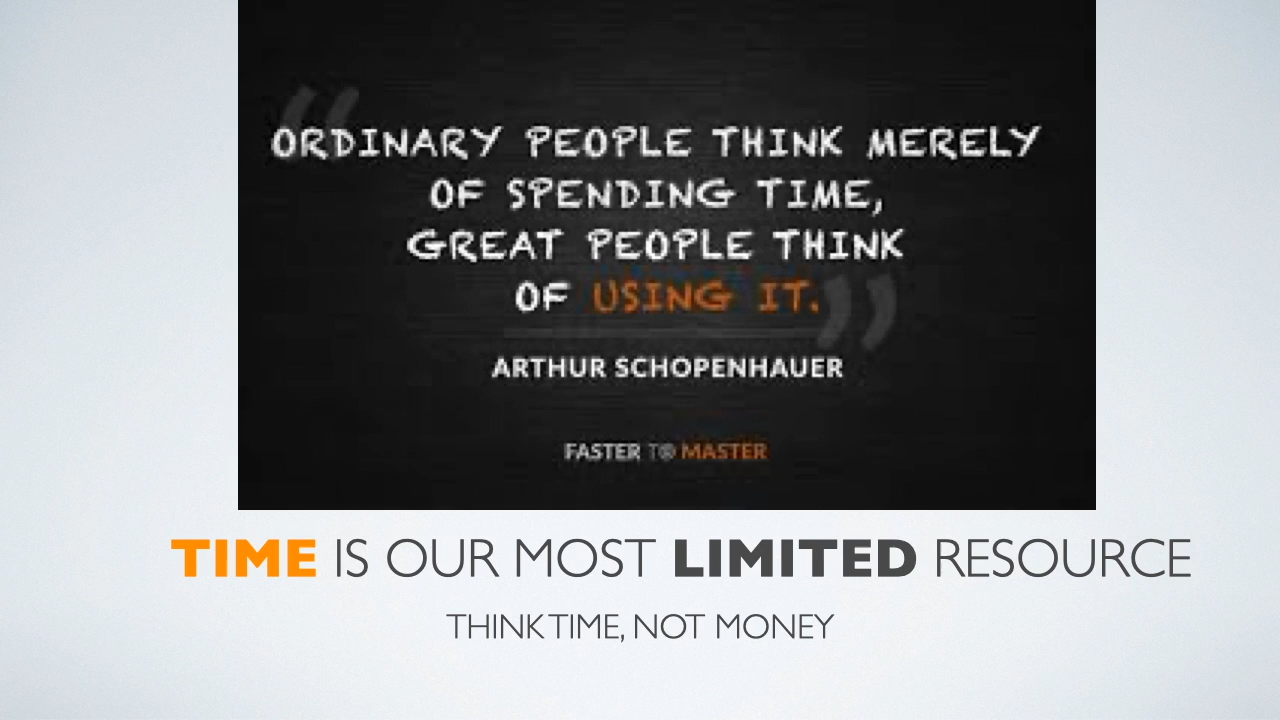 “
ORDINARY PEOPLE THINK MERELY
OF SPENDING TIME,
GREAT PEOPLE THINK
OF USING IT.
”
ARTHUR SCHOPENHAUER
FASTER TO MASTER
TIME IS OUR MOST LIMITED RESOURCE
THINK TIME, NOT MONEY